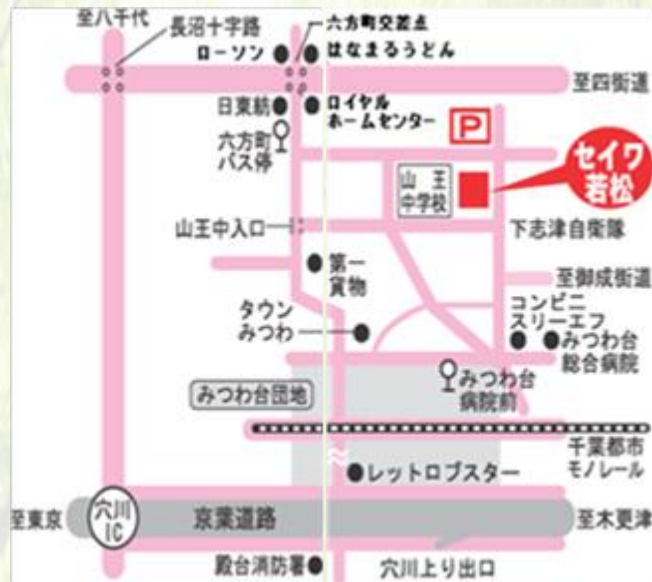 至八千代
長沼十字路
六方町交差点
ローソン
はなまるうどん
至四街道
日東航
ロイヤル
ホームセンター
P
六方町
バス停
セイワ
若松
山王
中学校
山王中入口
下志津自衛隊
第一
貨物
至御成街道
タウン
みつわ
コンビニ
スリーエフ
みつわ台
総合病院
みつわ台
病院前
みつわ台団地
千葉都市
モノレール
レットロブスター
至東京
穴川
IC
京葉道路
至木更津
殿台消防署
穴川上り出口